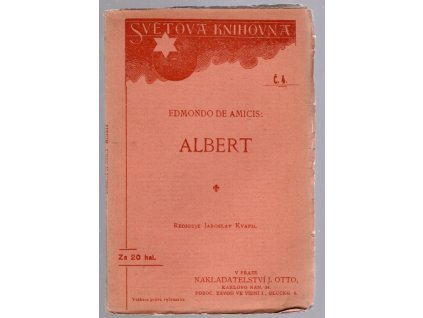 SVĚTOVÁ KNIHOVNA
Č. 4.
EDMONDO DE AMICIS:
ALBERT
REDIGUJE JAROSLAV KVAPIL.
Za 20 hal.
V PRAZE
NAKLADATELSTVÍ J. OTTO,
KARLOVO NÁM. 34.
Veškera práva vyhrazena.